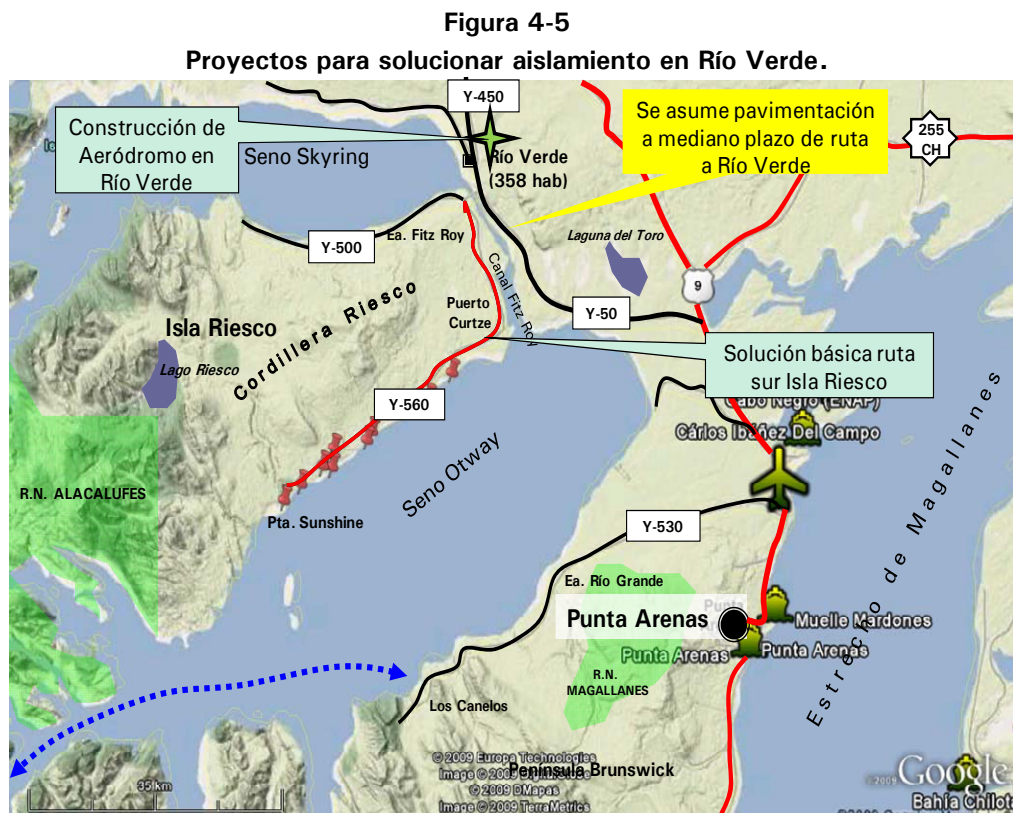 Figura 4-5
Proyectos para solucionar aislamiento en Río Verde.
Y-450
Construcción de
Aeródromo en
Río Verde
Seno Skyring
Río Verde
(358 hab)
Se asume pavimentación
a mediano plazo de ruta
a Río Verde
255
CH
Y-500
Ea. Fitz Roy
Canal Fitz Roy
Laguna del Toro
9
Puerto
Curtze
Y-50
Isla Riesco
Cordillera Riesco
Lago Riesco
Solución básica ruta
sur Isla Riesco
Y-560
Cabo Negro (ENAP)
Cárlos Ibáñez Del Campo
Seno Otway
Estrecho de Magallanes
R.N. ALACALUFES
Pta. Sunshine
Y-530
Ea. Río Grande
Punta Arenas
Muelle Mardones
Punta Arenas
Punta Arenas
R.N.
MAGALLANES
Los Canelos
© 2009 Europa Technologies
Península Brunswick
© 2009 DMapas
Image © 2009 TerraMetrics
35 km
©2009 Google
Bahía Chilota